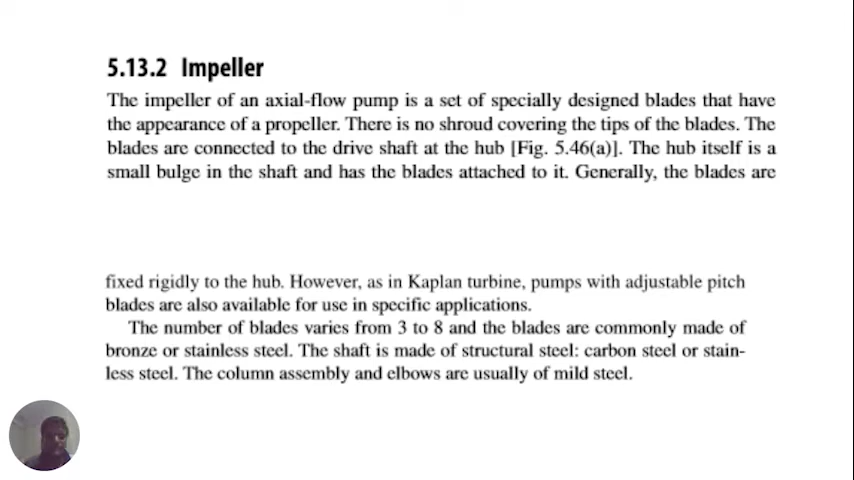 5.13.2 Impeller
The impeller of an axial-flow pump is a set of specially designed blades that have
the appearance of a propeller. There is no shroud covering the tips of the blades. The
blades are connected to the drive shaft at the hub [Fig. 5.46(a)]. The hub itself is a
small bulge in the shaft and has the blades attached to it. Generally, the blades are
fixed rigidly to the hub. However, as in Kaplan turbine, pumps with adjustable pitch
blades are also available for use in specific applications.
The number of blades varies from 3 to 8 and the blades are commonly made of
bronze or stainless steel. The shaft is made of structural steel: carbon steel or stain-
less steel. The column assembly and elbows are usually of mild steel.